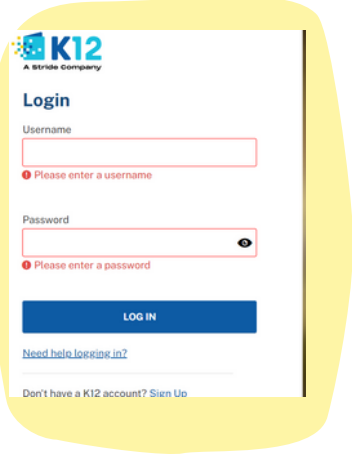 K12
A Stride Company
Login
Username
Please enter a username
Password
Please enter a password
LOG IN
Need help logging in?
Don't have a K12 account? Sign Up